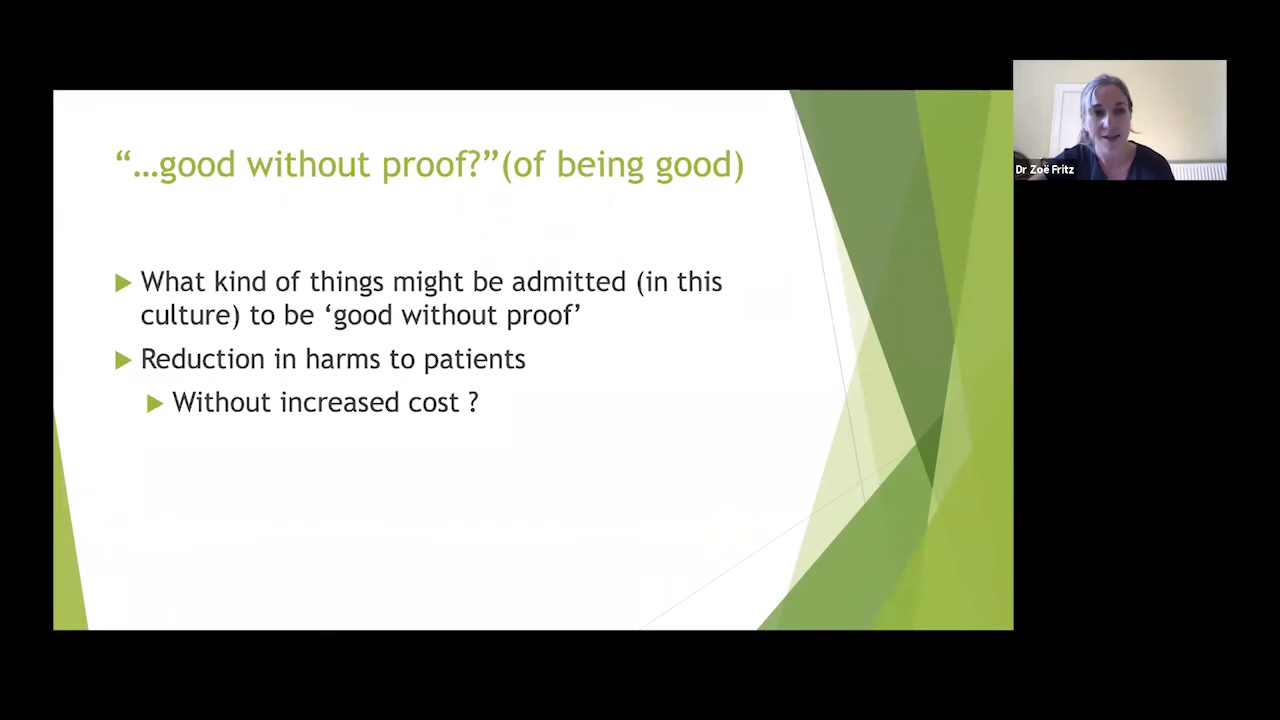 “…good without proof?”(of being good)
What kind of things might be admitted (in this
culture) to be ‘good without proof’
Reduction in harms to patients
Without increased cost ?
Dr Zoë Fritz